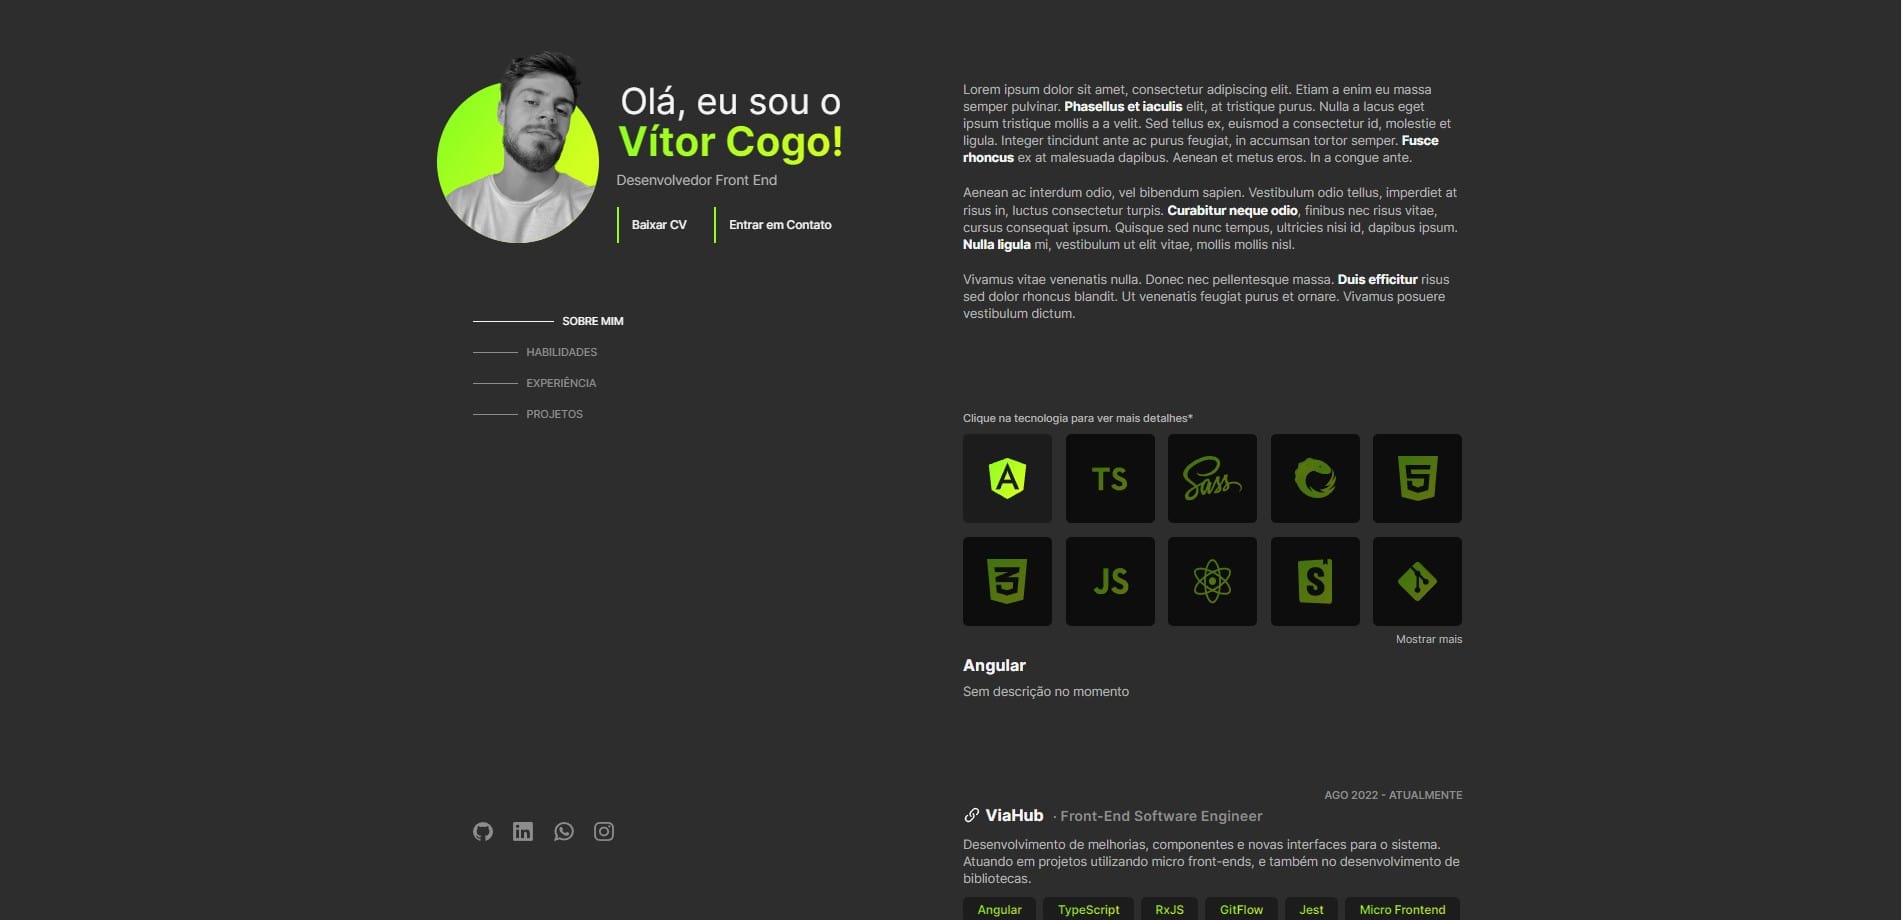 Olá, eu sou o
Vítor Cogo!
Desenvolvedor Front End
Baixar CV
Entrar em Contato
SOBRE MIM
HABILIDADES
EXPERIÊNCIA
PROJETOS
Lorem ipsum dolor sit amet, consectetur adipiscing elit. Etiam a enim eu massa
semper pulvinar. Phasellus et iaculis elit, at tristique purus. Nulla a lacus eget
ipsum tristique mollis a a velit. Sed tellus ex, euismod a consectetur id, molestie et
ligula. Integer tincidunt ante ac purus feugiat, in accumsan tortor semper. Fusce
rhoncus ex at malesuada dapibus. Aenean et metus eros. In a congue ante.
Aenean ac interdum odio, vel bibendum sapien. Vestibulum odio tellus, imperdiet at
risus in, luctus consectetur turpis. Curabitur neque odio, finibus nec risus vitae,
cursus consequat ipsum. Quisque sed nunc tempus, ultricies nisi id, dapibus ipsum.
Nulla ligula mi, vestibulum ut elit vitae, mollis mollis nisl.
Vivamus vitae venenatis nulla. Donec nec pellentesque massa. Duis efficitur risus
sed dolor rhoncus blandit. Ut venenatis feugiat purus et ornare. Vivamus posuere
vestibulum dictum.
Clique na tecnologia para ver mais detalhes*
A
TS
Sass
5
3
JS
S
Mostrar mais
Angular
Sem descrição no momento
AGO 2022 - ATUALMENTE
ViaHub · Front-End Software Engineer
Desenvolvimento de melhorias, componentes e novas interfaces para o sistema.
Atuando em projetos utilizando micro front-ends, e também no desenvolvimento de
bibliotecas.
Angular
TypeScript
RxJS
GitFlow
Jest
Micro Frontend
in